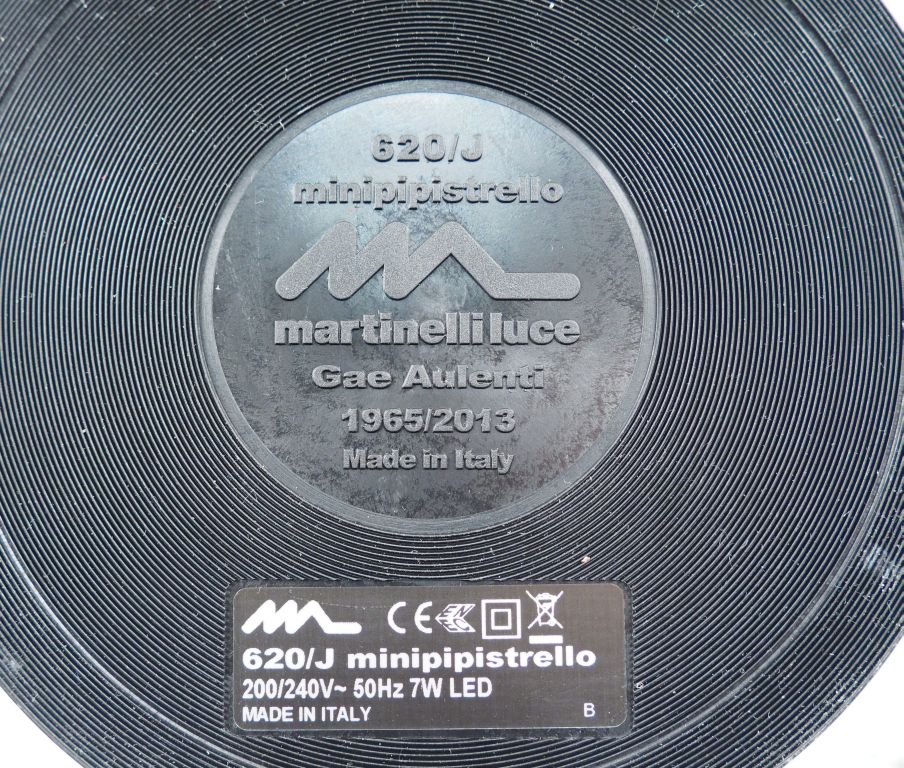 620/J
minipipistrello
martinelli luce
Gae Aulenti
1965/2013
Made in Italy
CE
620/J minipipistrello
200/240V~ 50Hz 7W LED
MADE IN ITALY
B